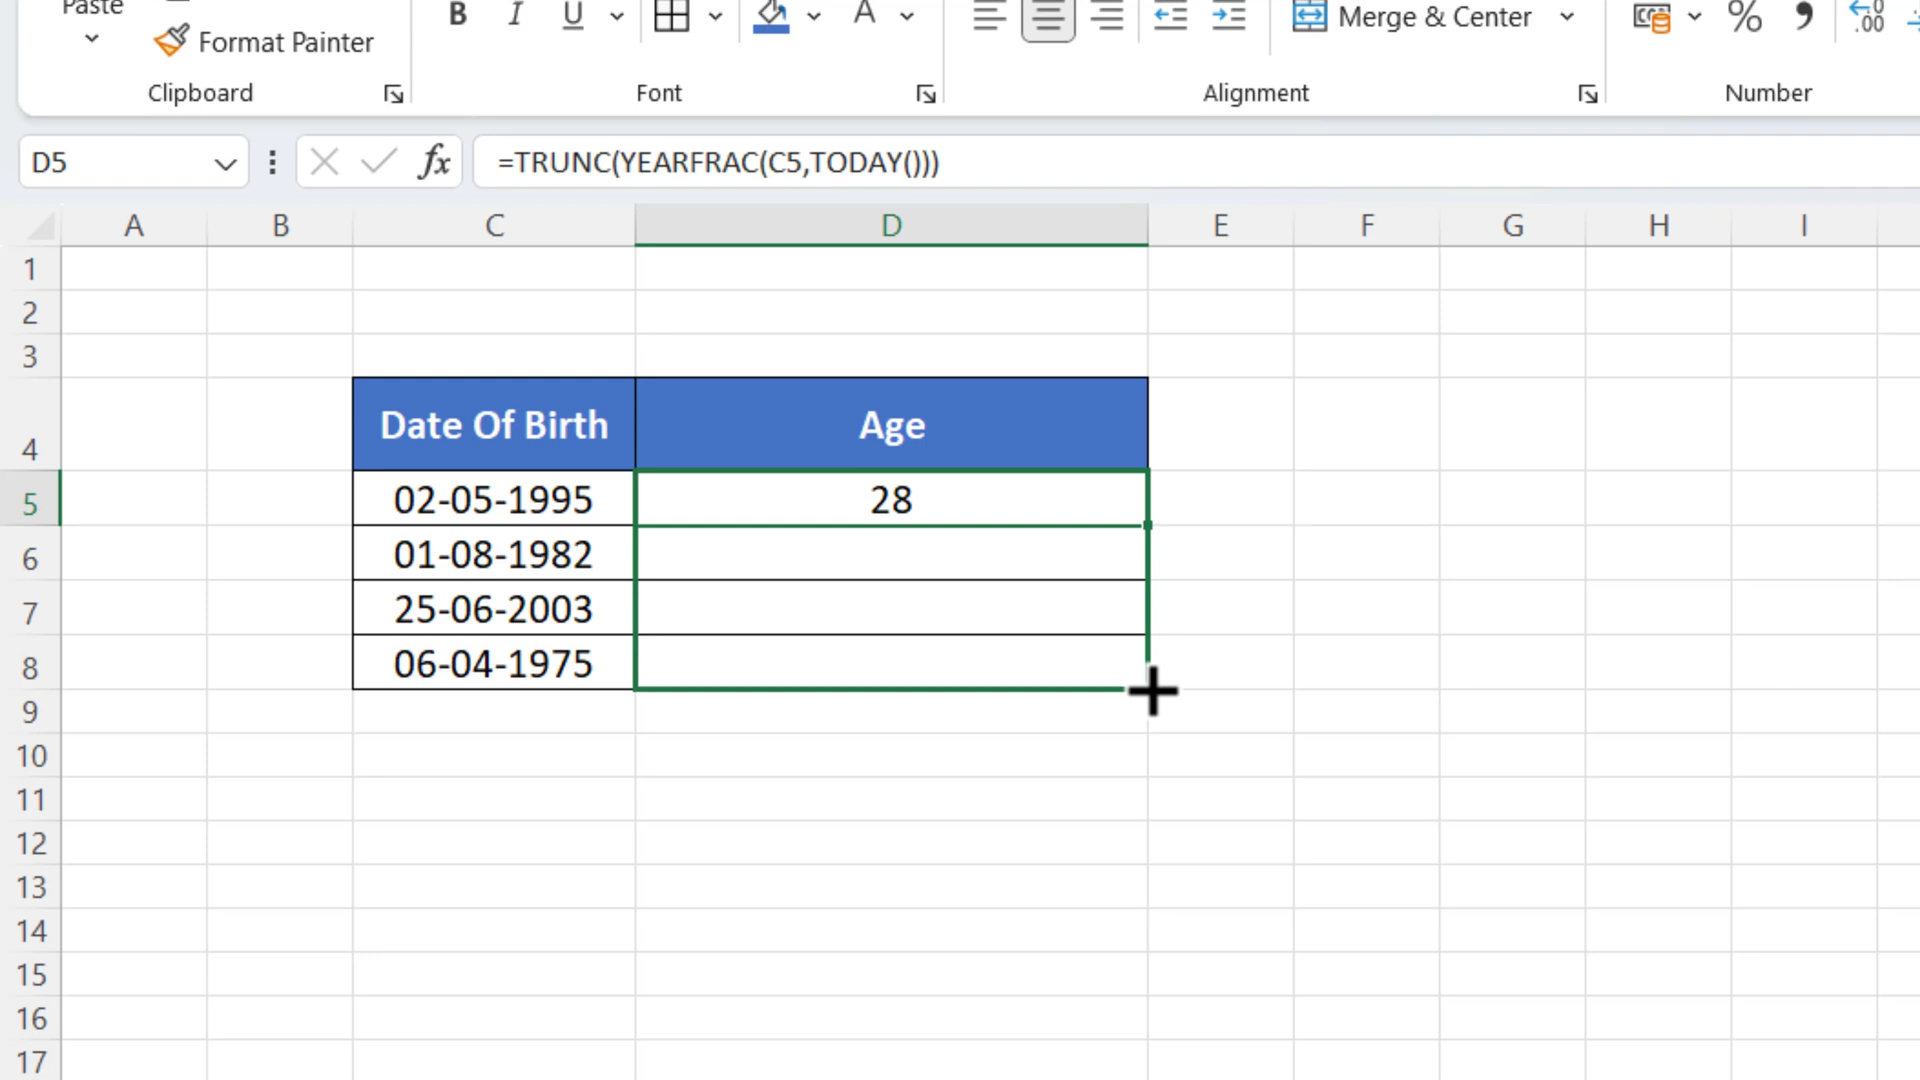 Paste
Format Painter
B I U A
Merge & Center
% .00
Clipboard Font Alignment Number
D5 fx =TRUNC(YEARFRAC(C5,TODAY()))
A B C D E F G H I
1
2
3
4 Date Of Birth Age
5 02-05-1995 28
6 01-08-1982
7 25-06-2003
8 06-04-1975
9
10
11
12
13
14
15
16
17